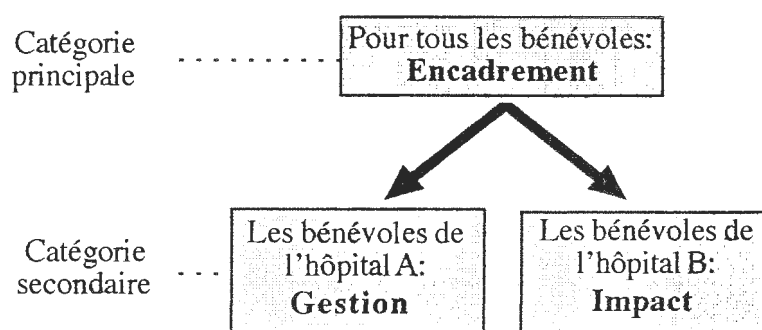 Catégorie
principale
Pour tous les bénévoles:
Encadrement
Catégorie
secondaire
Les bénévoles de
l'hôpital A:
Gestion
Les bénévoles de
l'hôpital B:
Impact